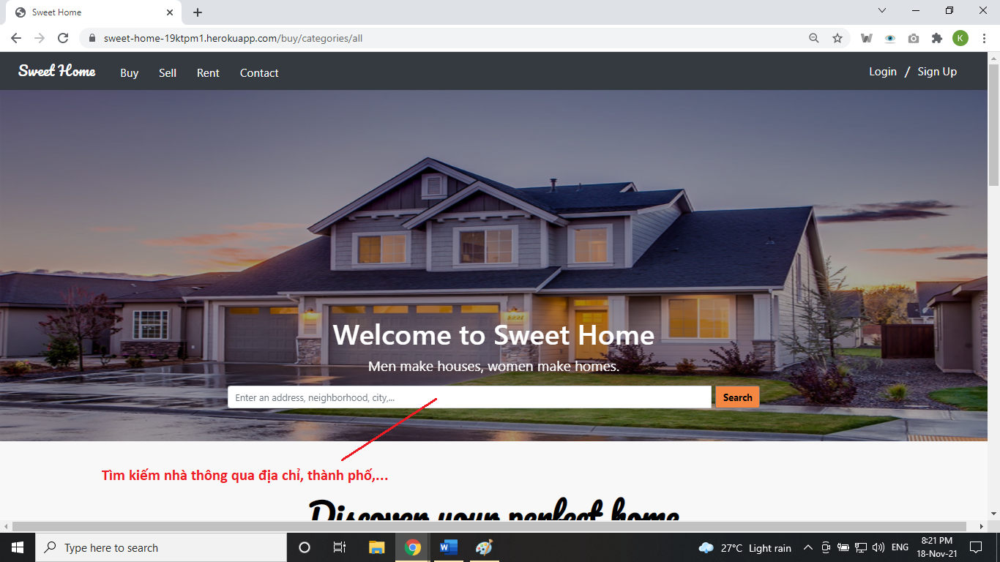 Sweet Home
sweet-home-19ktpm1.herokuapp.com/buy/categories/all
K
Sweet Home Buy Sell Rent Contact Login / Sign Up
Welcome to Sweet Home
Men make houses, women make homes.
Enter an address, neighborhood, city,... Search
Tìm kiếm nhà thông qua địa chỉ, thành phố,...
Discover your perfect home
Type here to search
27°C Light rain
ENG
8:21 PM
18-Nov-21